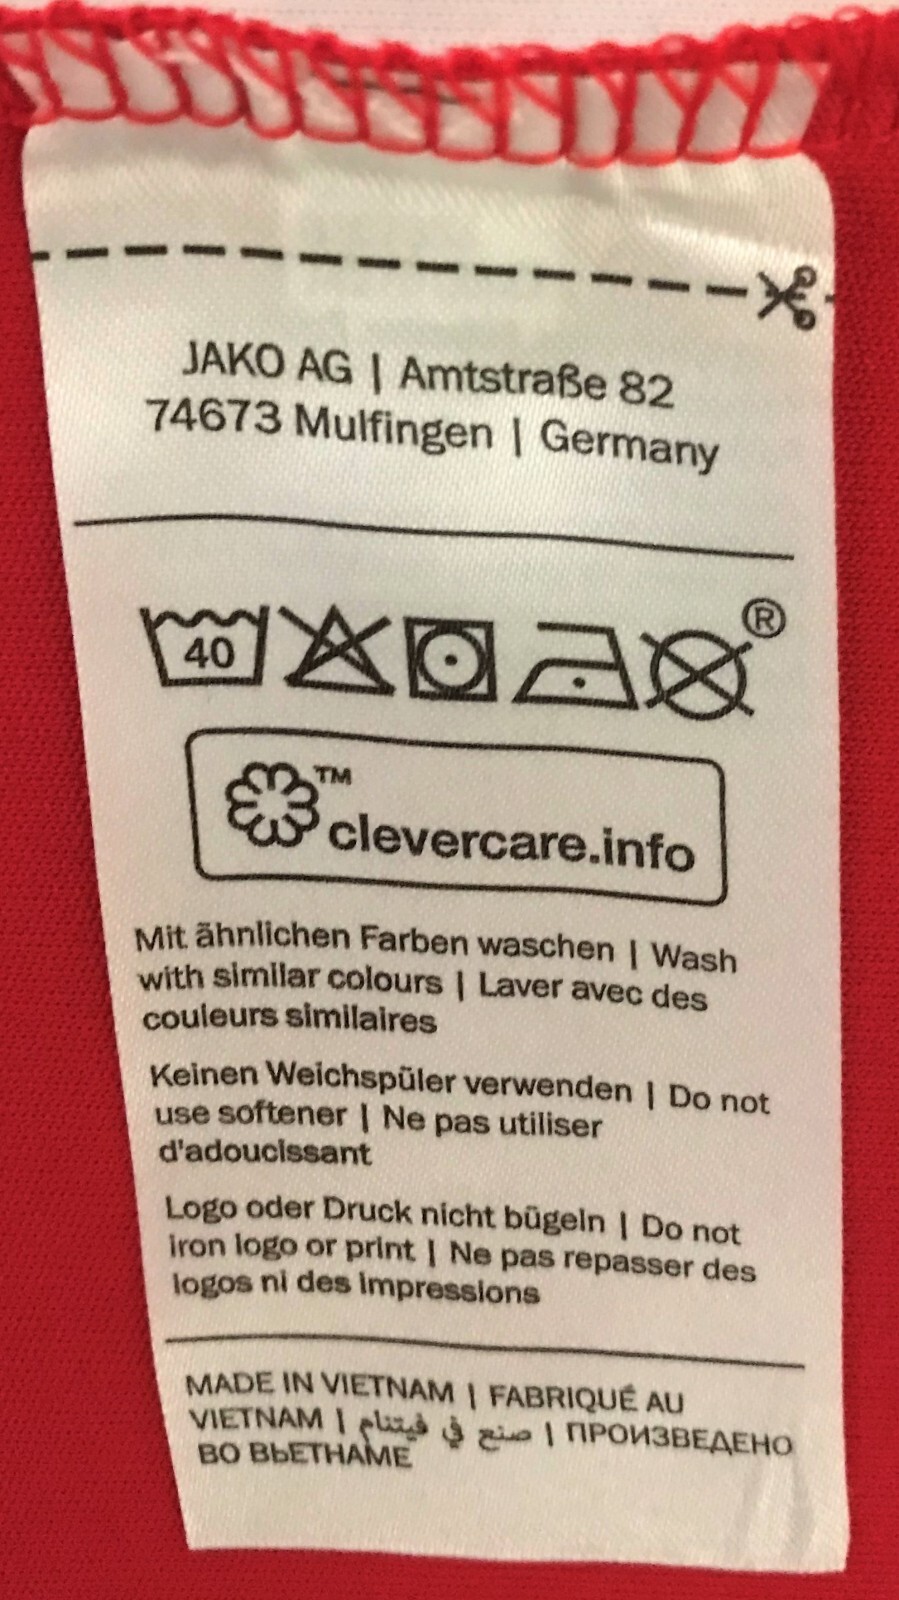 JAKO AG | Amtstraße 82
74673 Mulfingen | Germany
40
®
™
clevercare.info
Mit ähnlichen Farben waschen | Wash
with similar colours | Laver avec des
couleurs similaires
Keinen Weichspüler verwenden | Do not
use softener | Ne pas utiliser
d'adoucissant
Logo oder Druck nicht bügeln | Do not
iron logo or print | Ne pas repasser des
logos ni des impressions
MADE IN VIETNAM | FABRIQUÉ AU
VIETNAM | صنع في فيتنام | ПРОИЗВЕДЕНО
ВО ВЬЕТНАМЕ